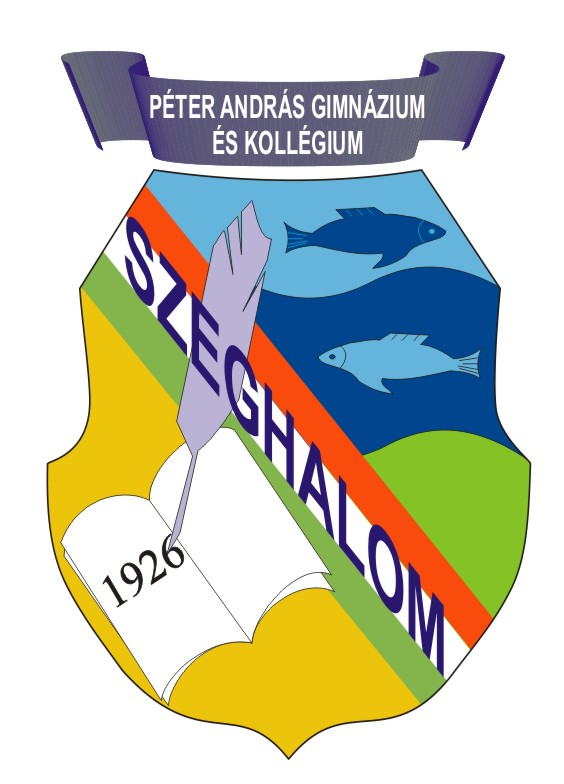 PÉTER ANDRÁS GIMNÁZIUM
ÉS KOLLÉGIUM
SZEGHALOM
1926